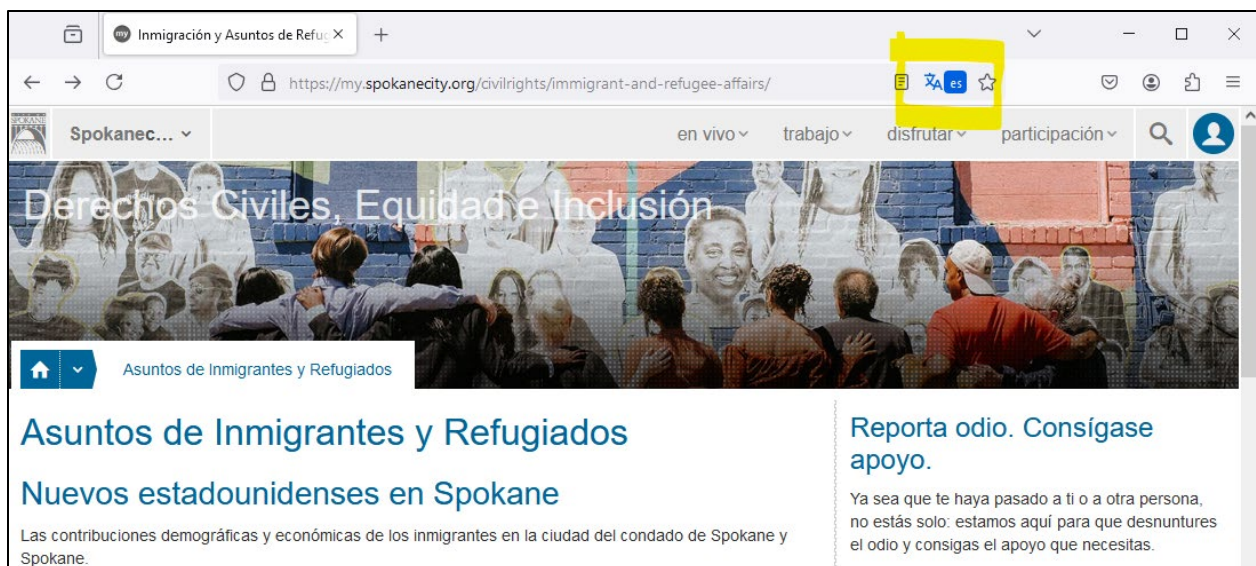 Inmigración y Asuntos de Refug
https://my.spokanecity.org/civilrights/immigrant-and-refugee-affairs/
es
SPOKANE
Spokanec...
en vivo
trabajo
disfrutar
participación
Derechos Civiles, Equidad e Inclusión
Asuntos de Inmigrantes y Refugiados
Asuntos de Inmigrantes y Refugiados
Nuevos estadounidenses en Spokane
Las contribuciones demográficas y económicas de los inmigrantes en la ciudad del condado de Spokane y
Spokane.
Reporta odio. Consígase
apoyo.
Ya sea que te haya pasado a ti o a otra persona,
no estás solo: estamos aquí para que desnuntures
el odio y consigas el apoyo que necesitas.